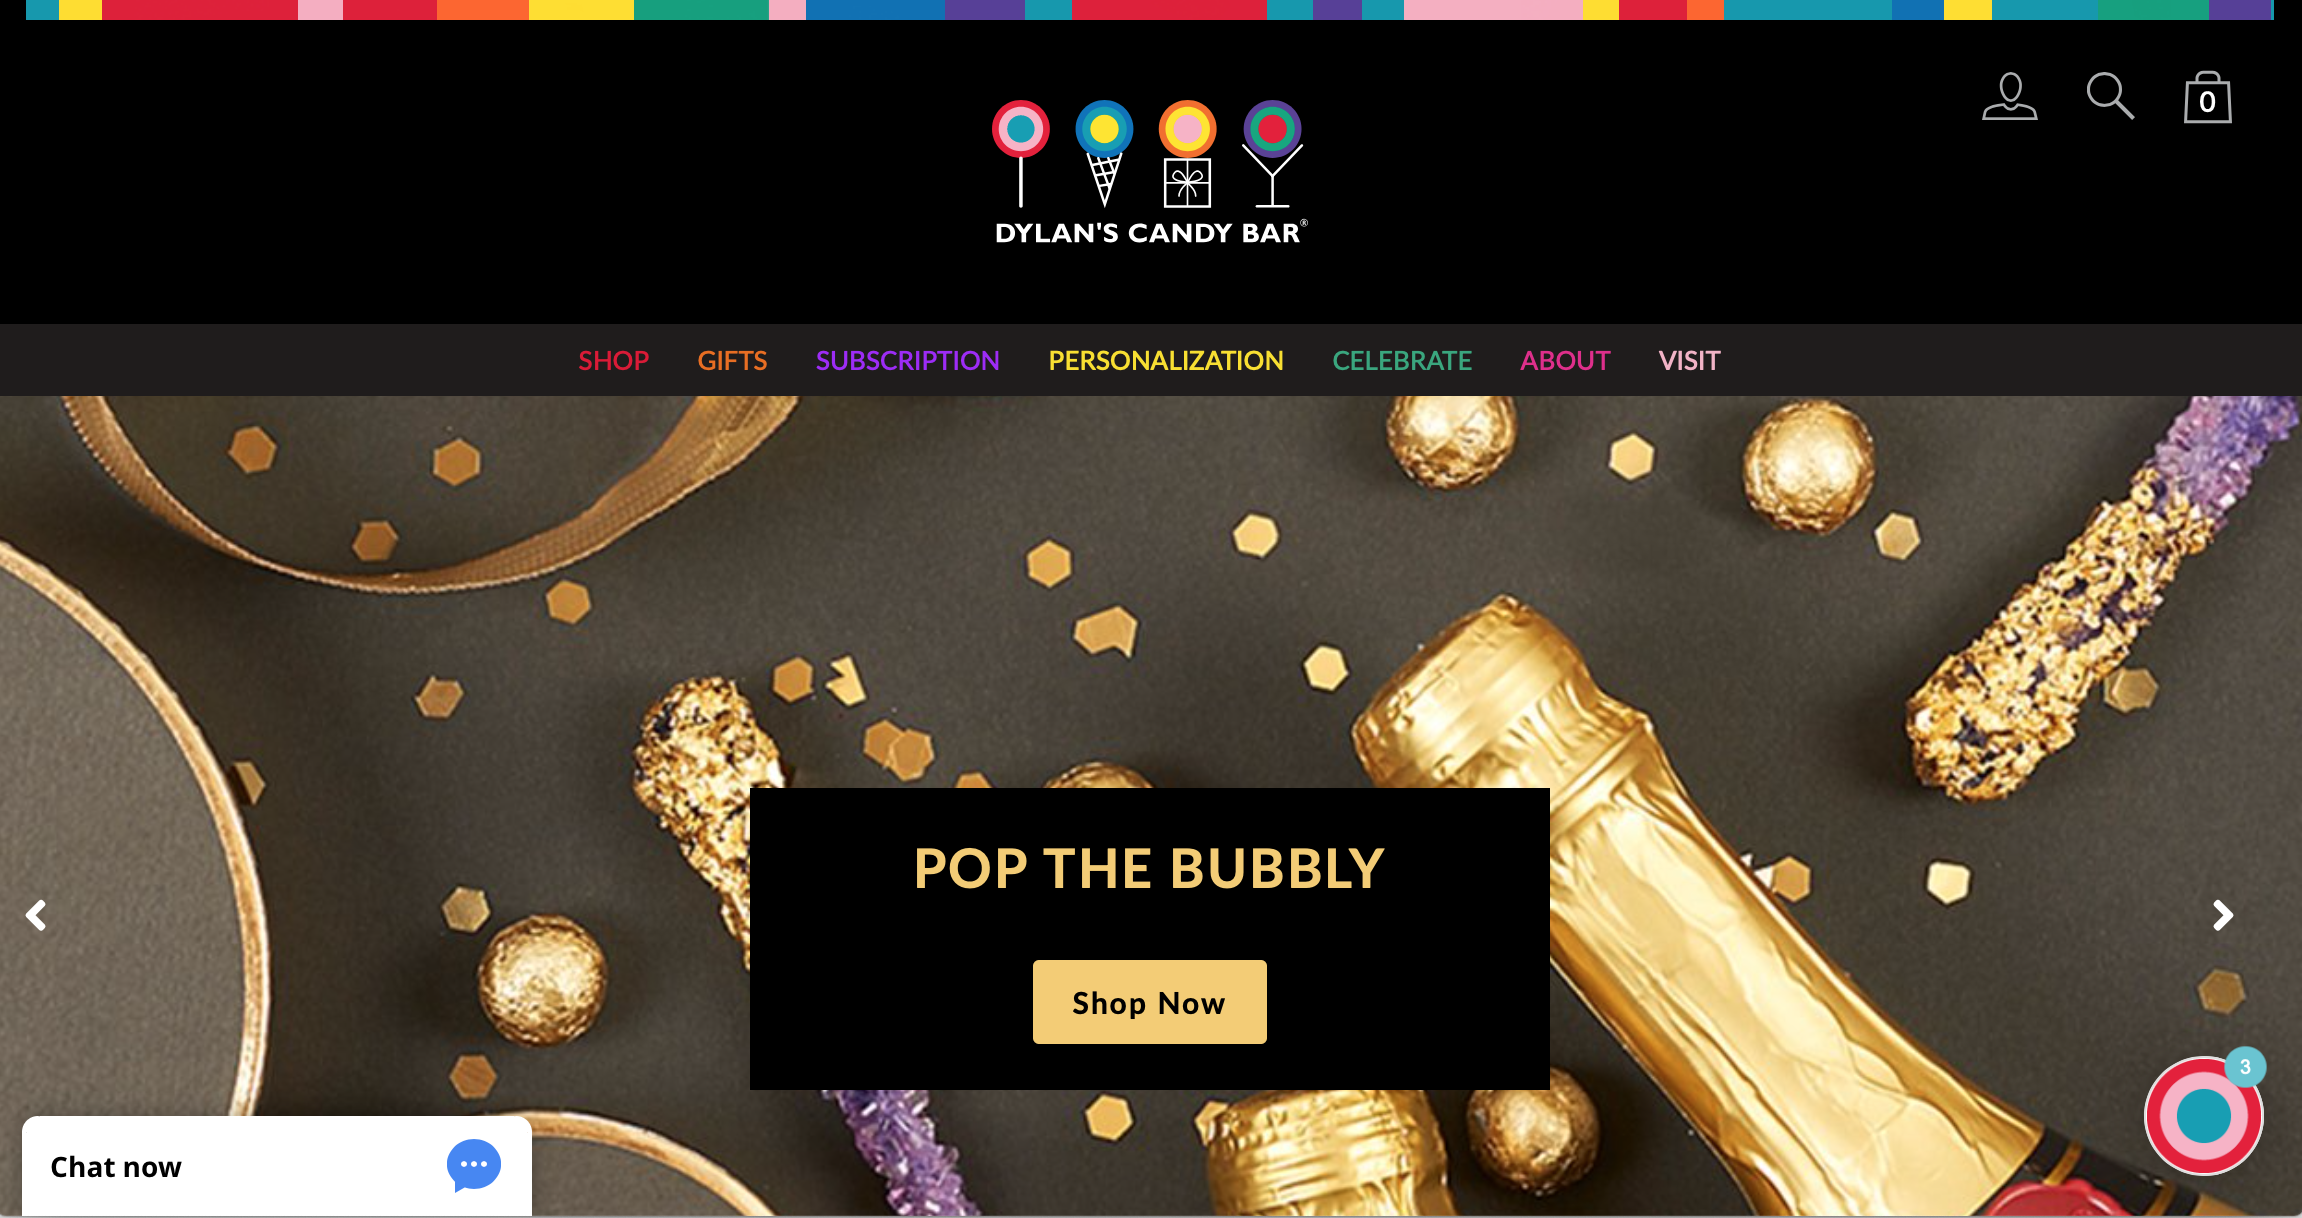 0
DYLAN'S CANDY BAR®
SHOP GIFTS SUBSCRIPTION PERSONALIZATION CELEBRATE ABOUT VISIT
POP THE BUBBLY
Shop Now
3
Chat now